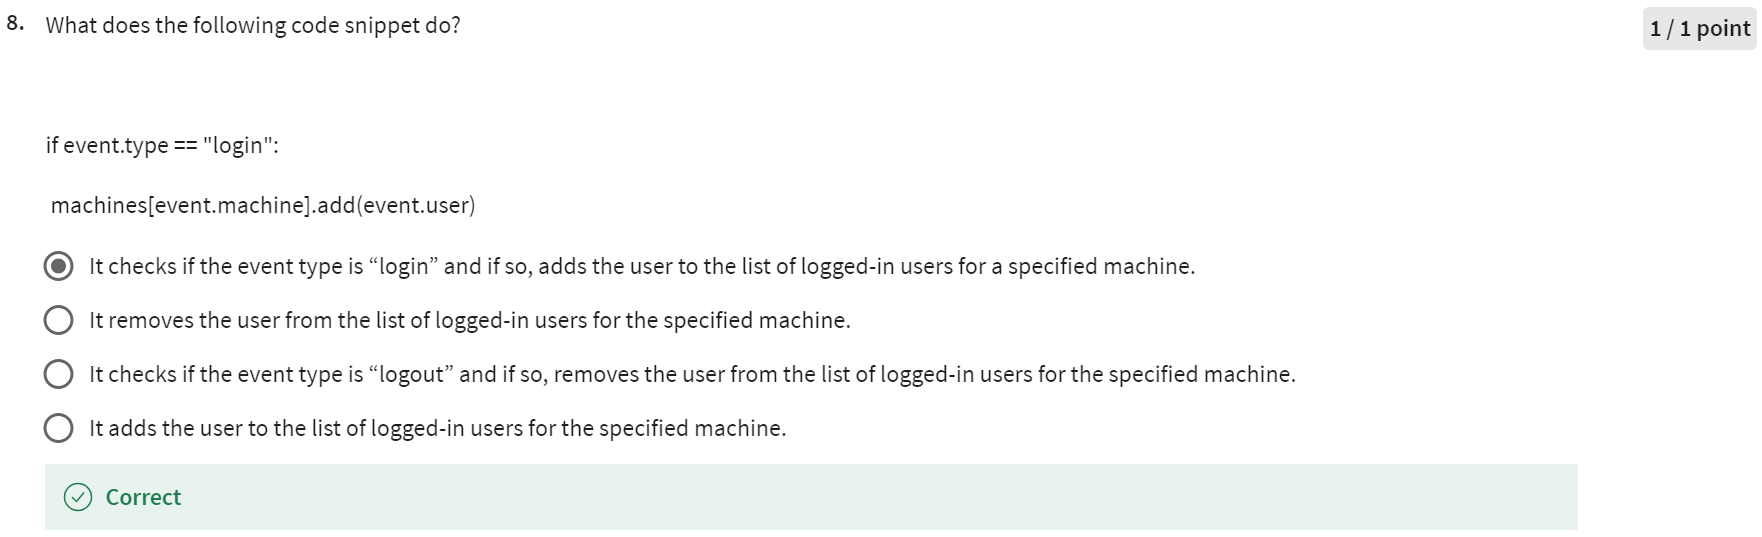 8. What does the following code snippet do?
1 / 1 point
if event.type == "login":
machines[event.machine].add(event.user)
It checks if the event type is “login” and if so, adds the user to the list of logged-in users for a specified machine.
It removes the user from the list of logged-in users for the specified machine.
It checks if the event type is “logout” and if so, removes the user from the list of logged-in users for the specified machine.
It adds the user to the list of logged-in users for the specified machine.
Correct